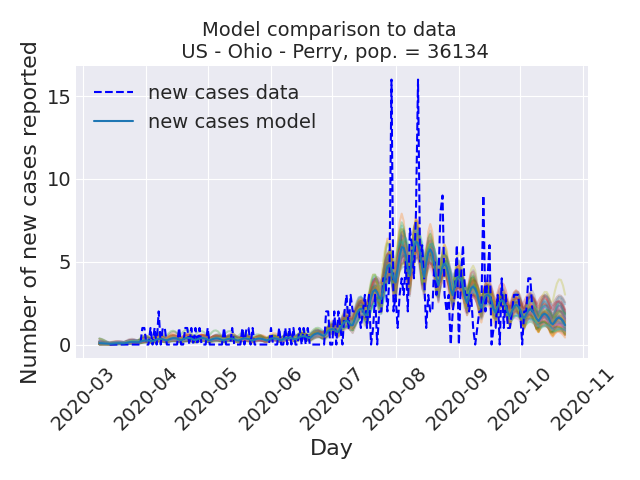 Model comparison to data
US - Ohio - Perry, pop. = 36134
Number of new cases reported
new cases data
new cases model
15
10
5
0
2020-03
2020-04
2020-05
2020-06
2020-07
2020-08
2020-09
2020-10
2020-11
Day